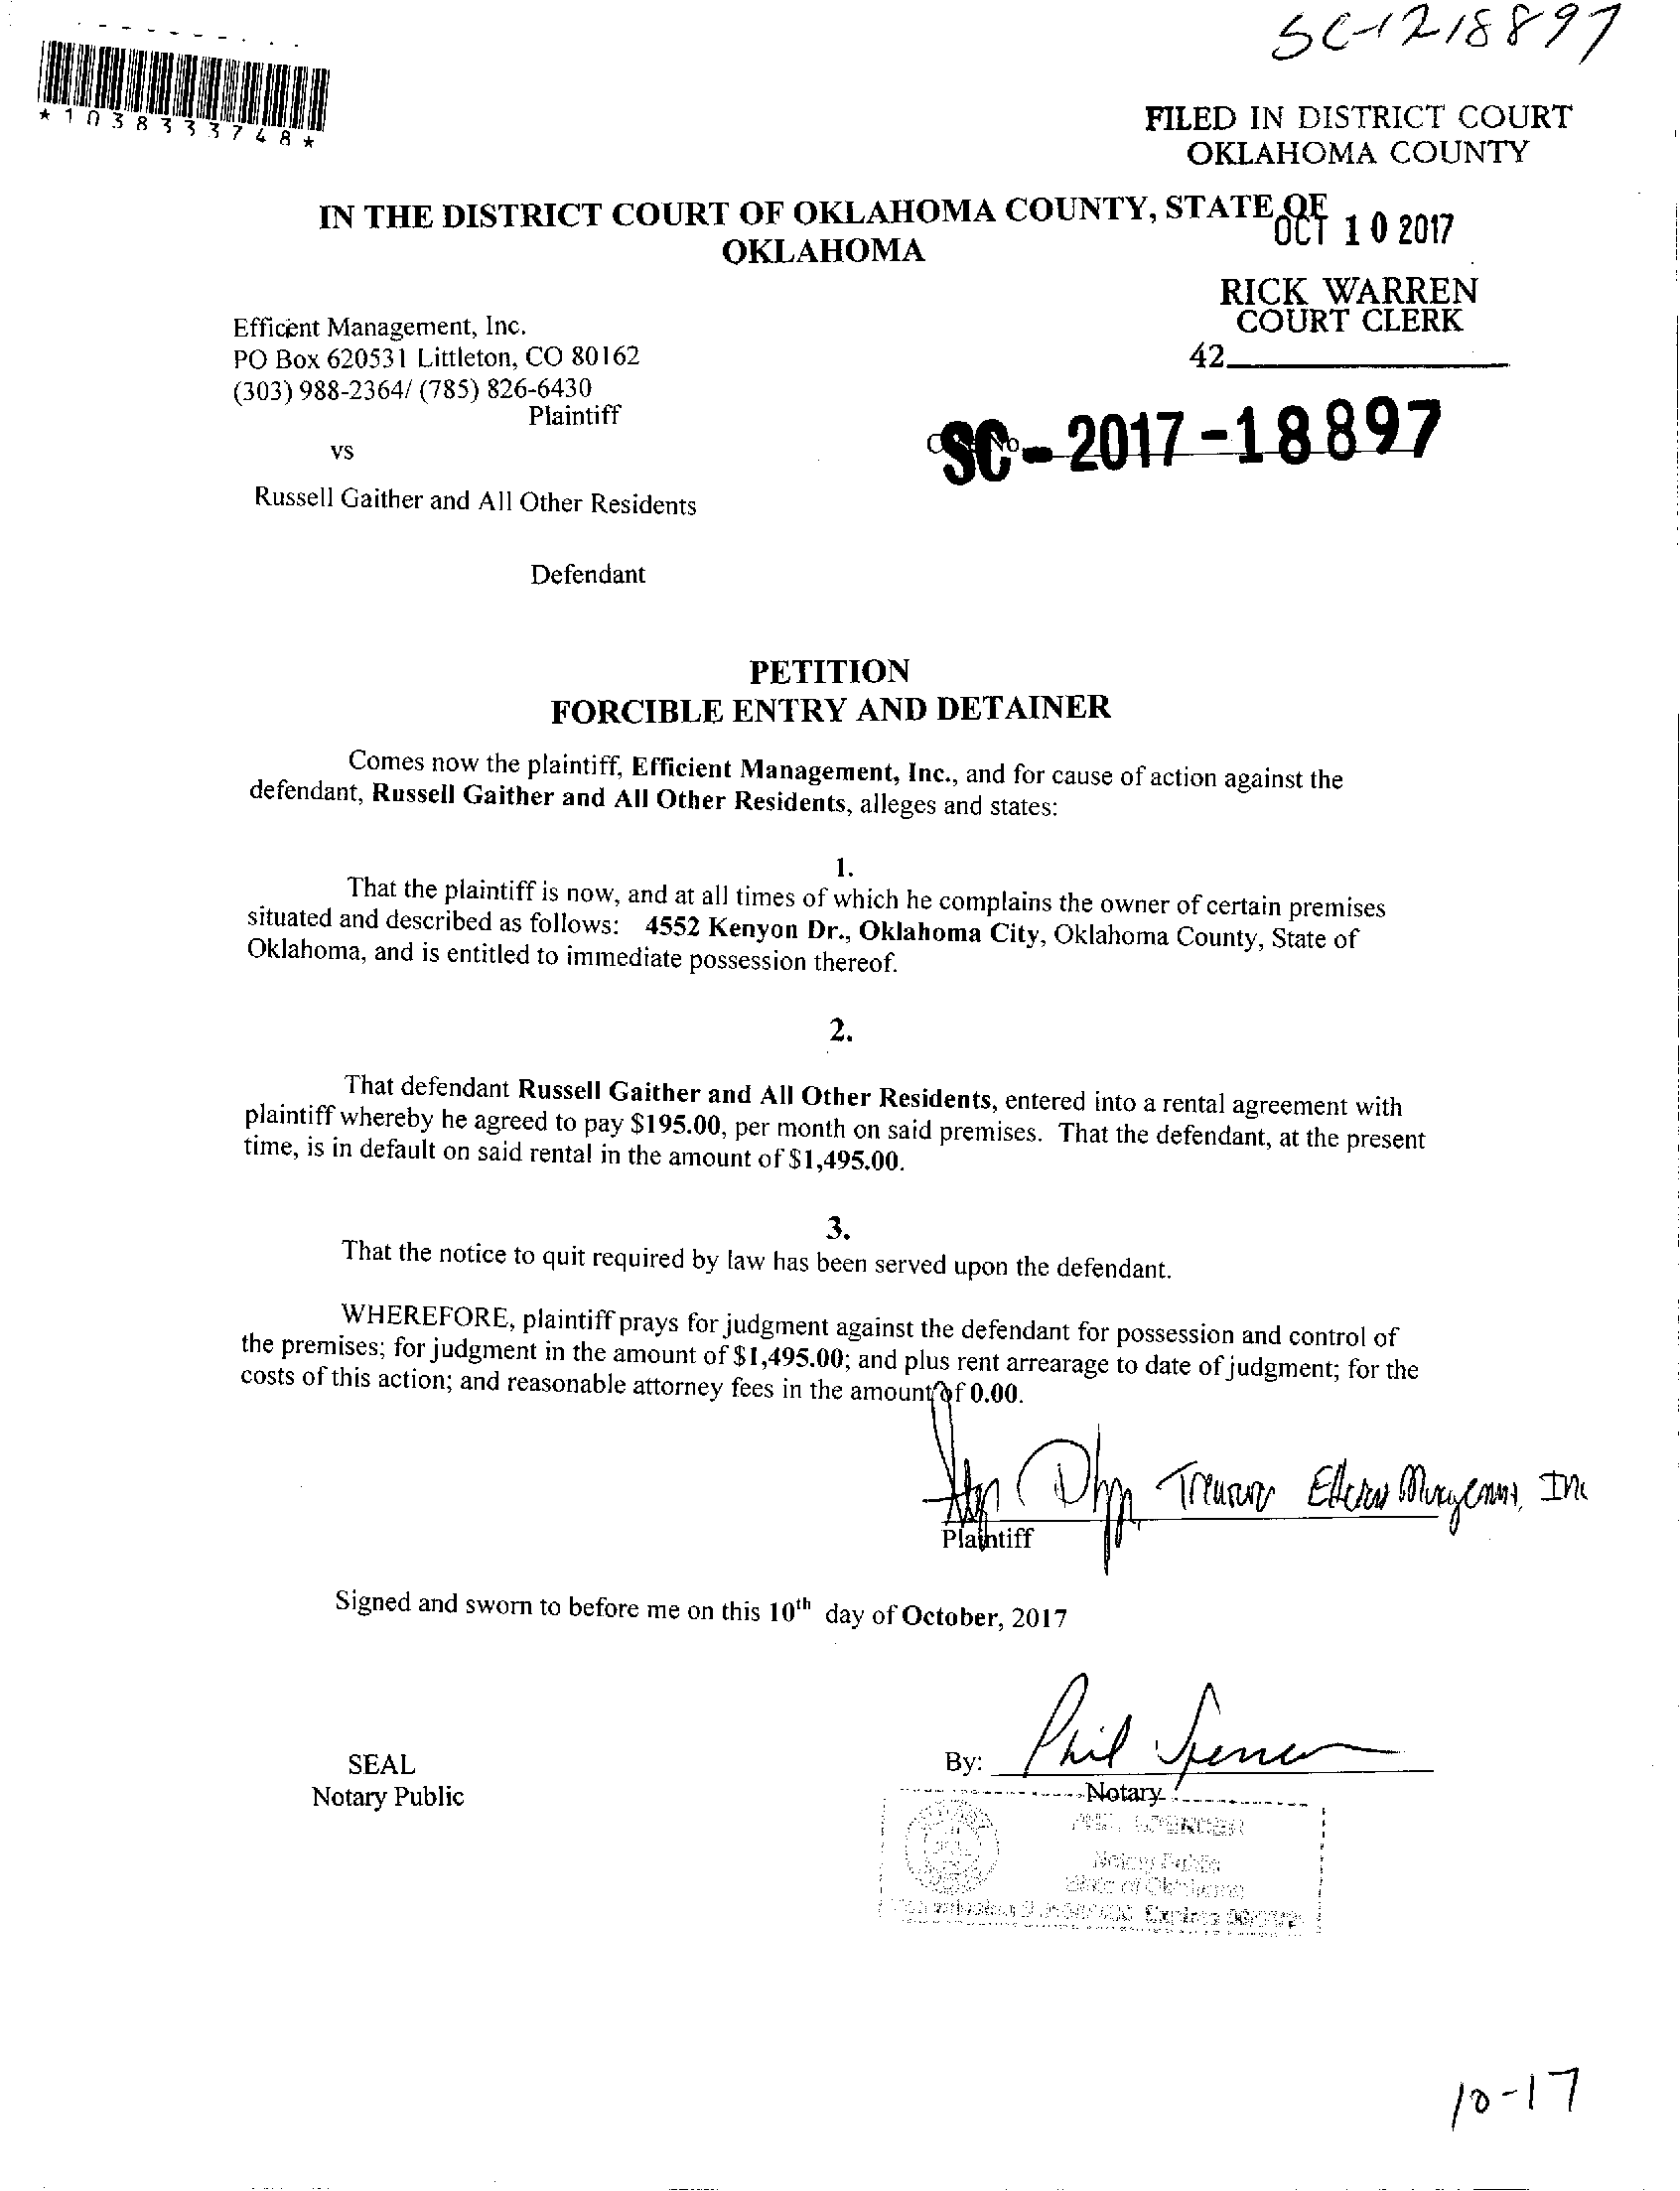 SC-1218897
*1038333748*
FILED IN DISTRICT COURT
OKLAHOMA COUNTY
IN THE DISTRICT COURT OF OKLAHOMA COUNTY, STATE OF
OKLAHOMA
OCT 10 2017
RICK WARREN
COURT CLERK
42
Efficent Management, Inc.
PO Box 620531 Littleton, CO 80162
(303) 988-2364/ (785) 826-6430
Plaintiff
vs
SC-2017-18897
Russell Gaither and All Other Residents
Defendant
PETITION
FORCIBLE ENTRY AND DETAINER
Comes now the plaintiff, Efficient Management, Inc., and for cause of action against the
defendant, Russell Gaither and All Other Residents, alleges and states:
1.
That the plaintiff is now, and at all times of which he complains the owner of certain premises
situated and described as follows: 4552 Kenyon Dr., Oklahoma City, Oklahoma County, State of
Oklahoma, and is entitled to immediate possession thereof.
2.
That defendant Russell Gaither and All Other Residents, entered into a rental agreement with
plaintiff whereby he agreed to pay $195.00, per month on said premises. That the defendant, at the present
time, is in default on said rental in the amount of $1,495.00.
3.
That the notice to quit required by law has been served upon the defendant.
WHEREFORE, plaintiff prays for judgment against the defendant for possession and control of
the premises; for judgment in the amount of $1,495.00; and plus rent arrearage to date of judgment; for the
costs of this action; and reasonable attorney fees in the amount of 0.00.
Inc
Plaintiff
Signed and sworn to before me on this 10th day of October, 2017
SEAL
Notary Public
By: Phil Spencer
Notary
SPENCER
Notary Public
State of Oklahoma
Expires
10-17